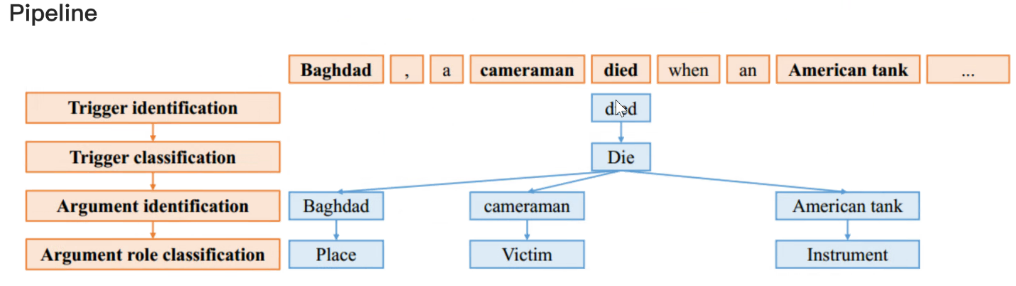 Pipeline
Baghdad , a cameraman died when an American tank ...
Trigger identification died
Trigger classification Die
Argument identification Baghdad cameraman American tank
Argument role classification Place Victim Instrument